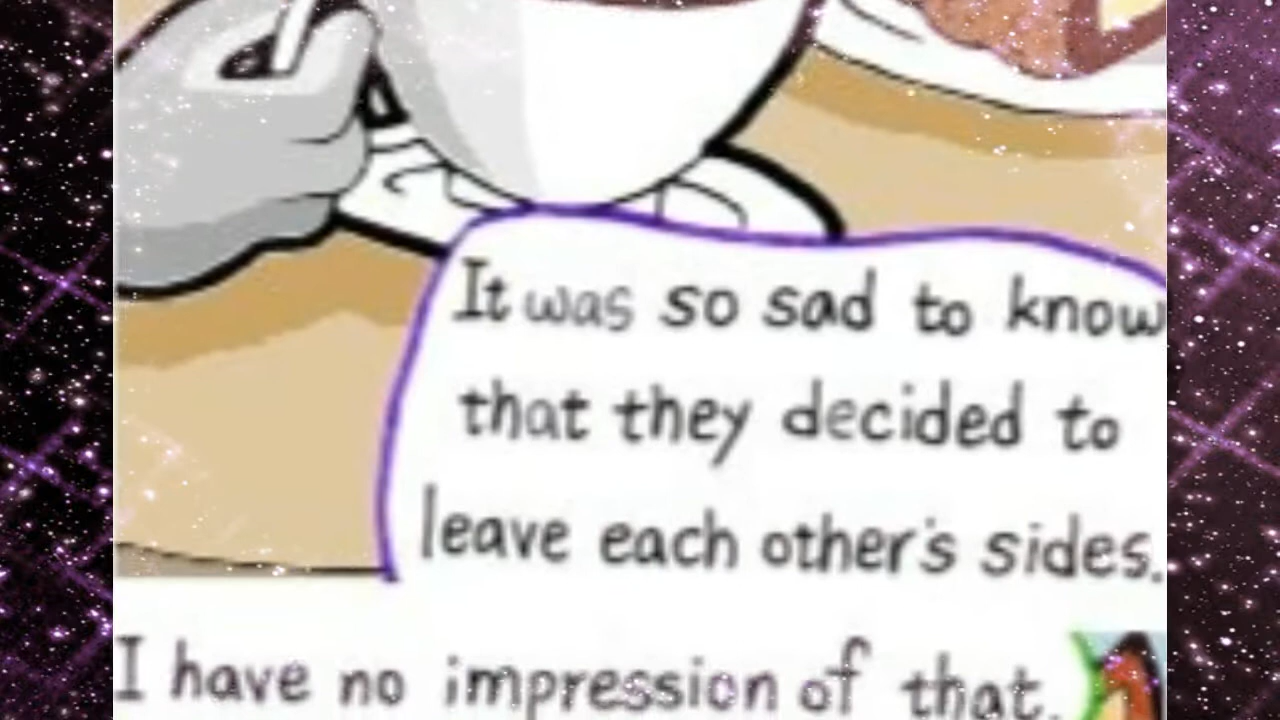 It was so sad to know
that they decided to
leave each other's sides.
I have no impression of that.